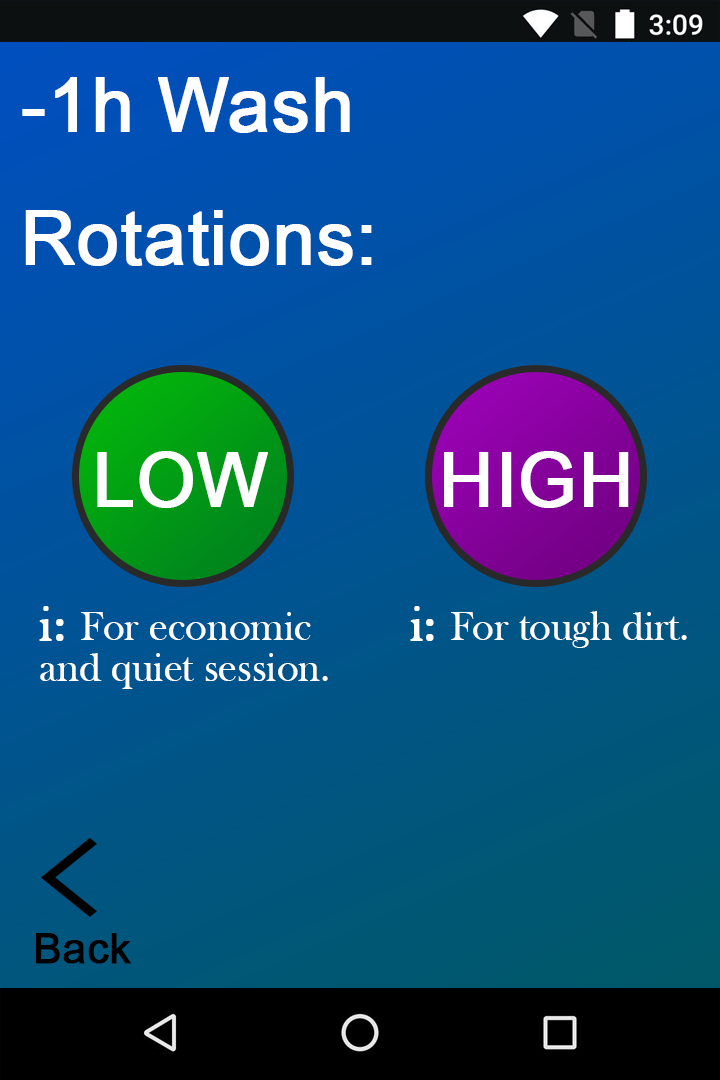 3:09
-1h Wash
Rotations:
LOW
HIGH
i: For economic
and quiet session.
i: For tough dirt.
Back